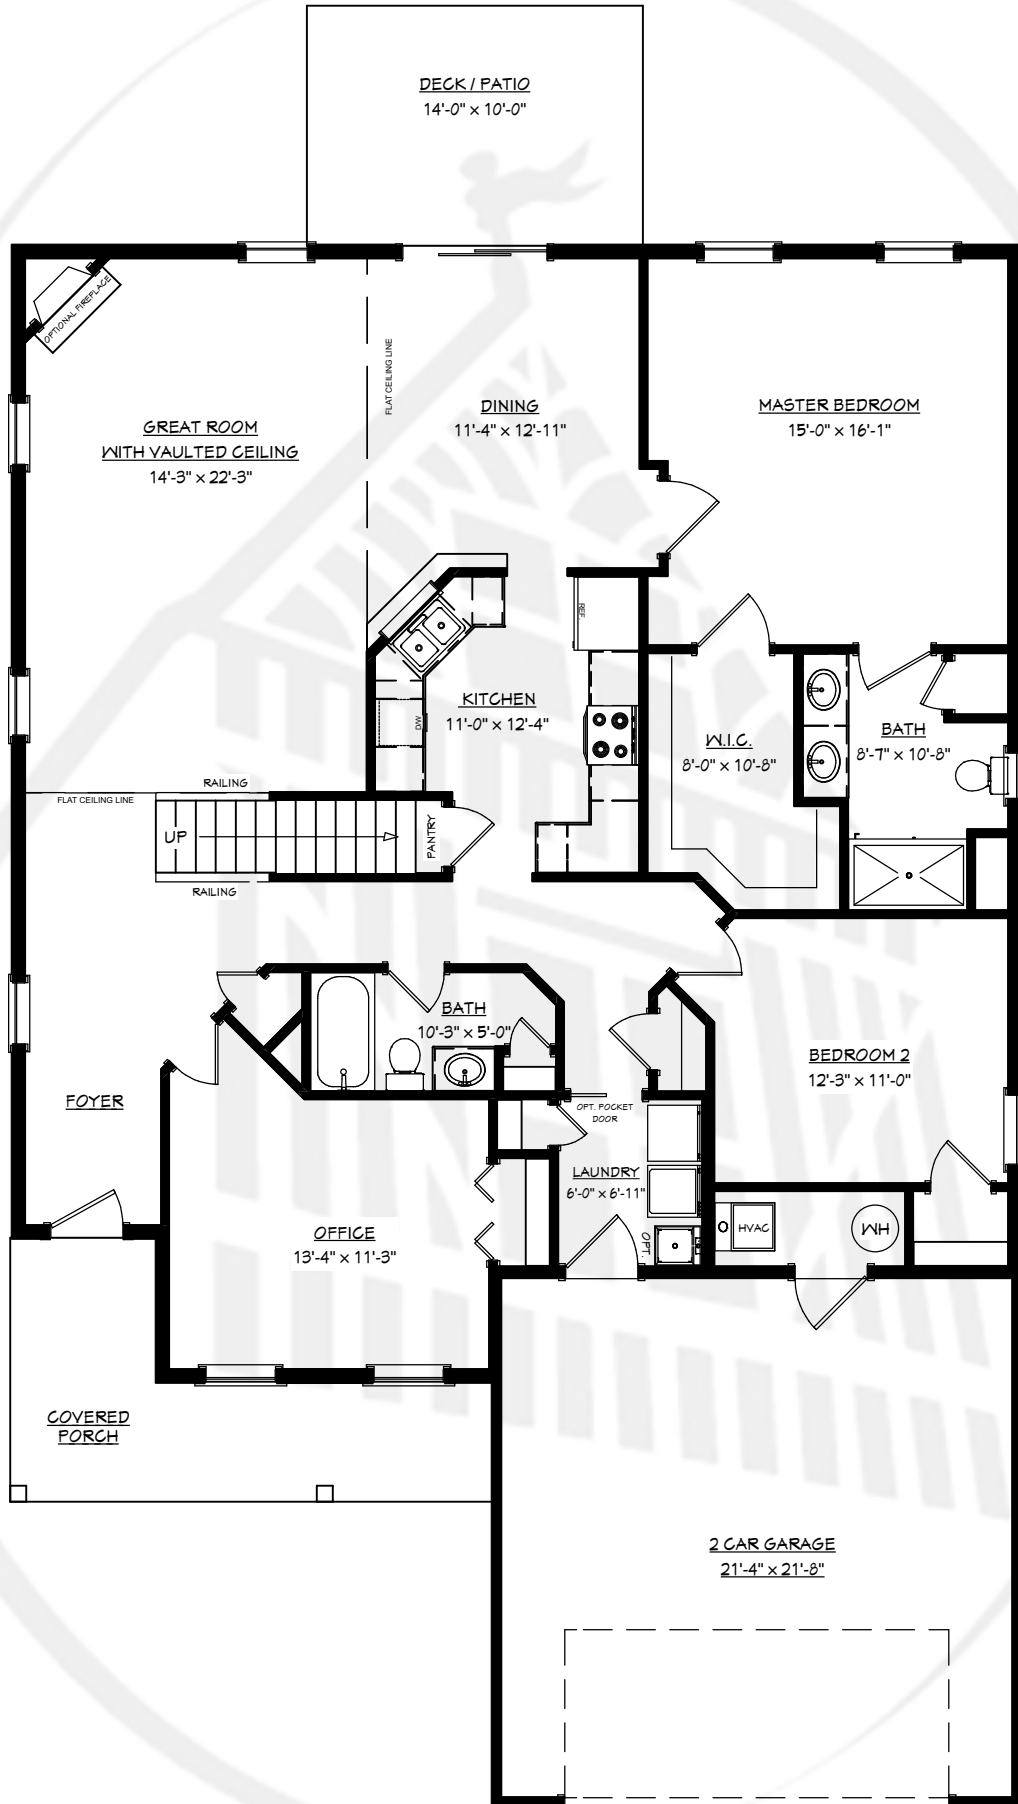 DECK / PATIO
14'-0" x 10'-0"
OPTIONAL FIREPLACE
FLAT CEILING LINE
GREAT ROOM
WITH VAULTED CEILING
14'-3" x 22'-3"
DINING
11'-4" x 12'-11"
MASTER BEDROOM
15'-0" x 16'-1"
REF
KITCHEN
11'-0" x 12'-4"
DW
W.I.C.
8'-0" x 10'-8"
BATH
8'-7" x 10'-8"
RAILING
FLAT CEILING LINE
UP
PANTRY
RAILING
BATH
10'-3" x 5'-0"
BEDROOM 2
12'-3" x 11'-0"
FOYER
OPT. POCKET
DOOR
LAUNDRY
6'-0" x 6'-11"
OPT.
HVAC
WH
OFFICE
13'-4" x 11'-3"
COVERED
PORCH
2 CAR GARAGE
21'-4" x 21'-8"